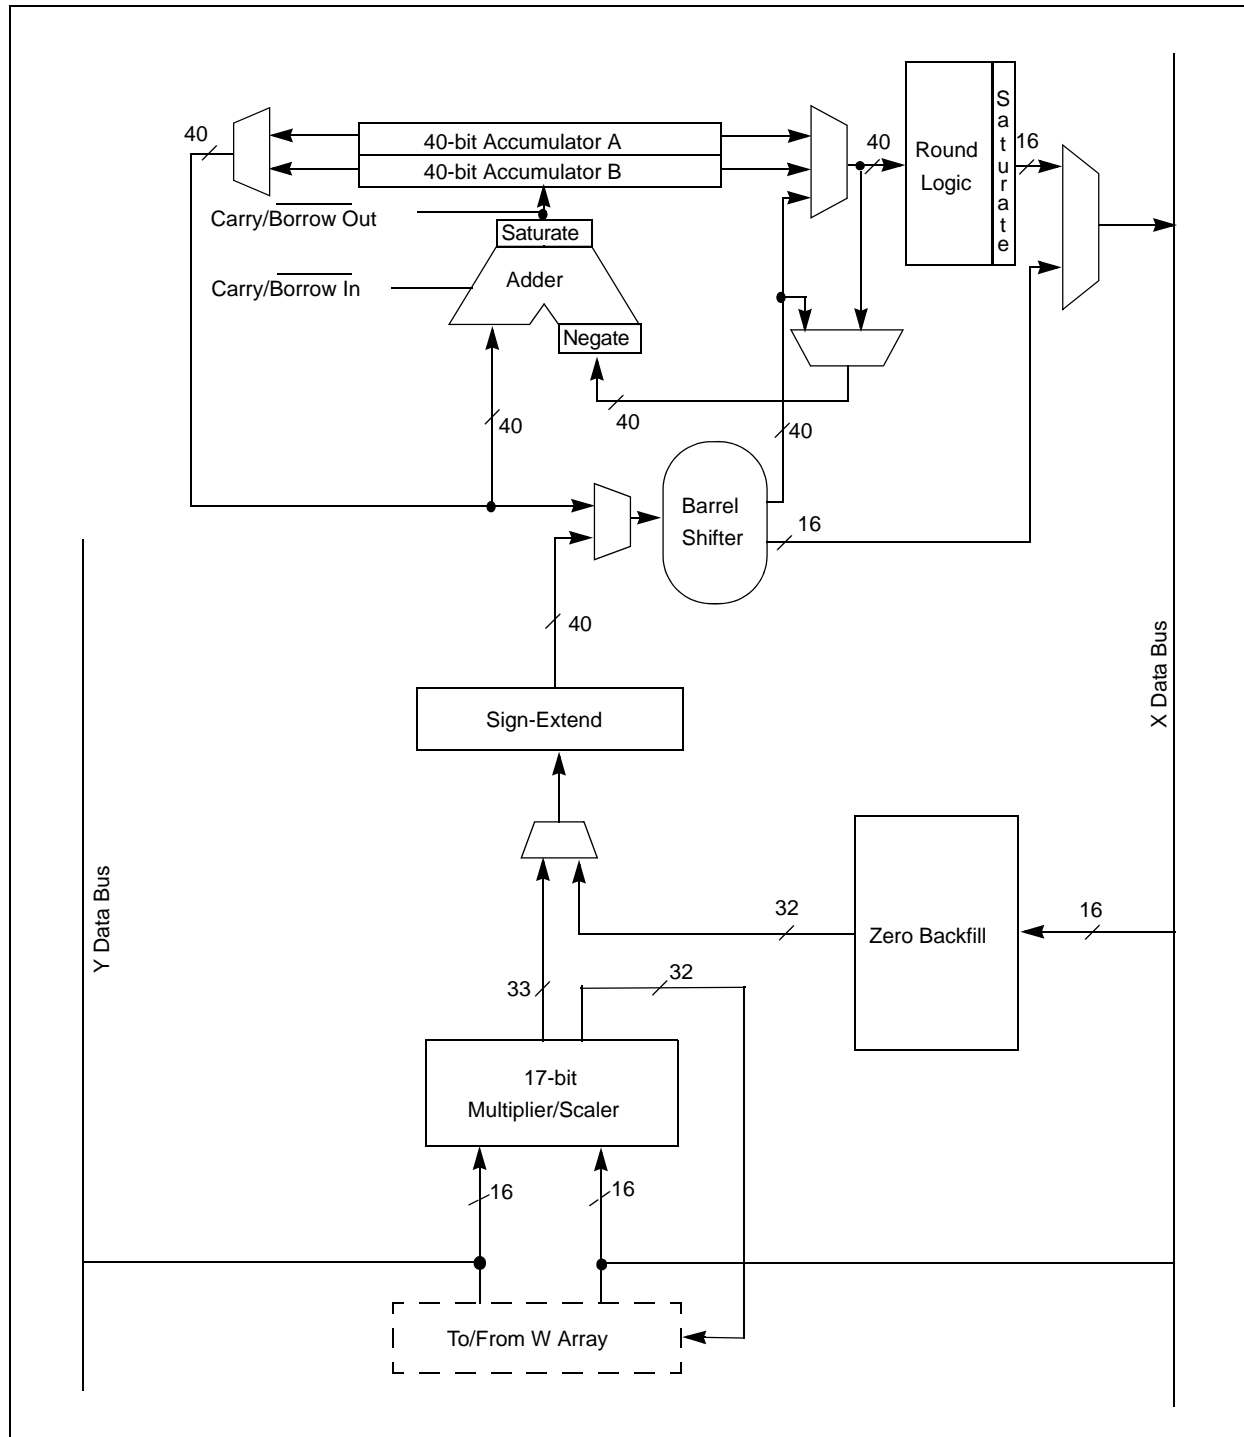 40
40-bit Accumulator A
40-bit Accumulator B
40
Round
Logic
Saturate
16
Carry/Borrow Out
Saturate
Carry/Borrow In
Adder
Negate
40
40
40
Barrel
Shifter
16
40
X Data Bus
Sign-Extend
Y Data Bus
32
Zero Backfill
16
33
32
17-bit
Multiplier/Scaler
16
16
To/From W Array